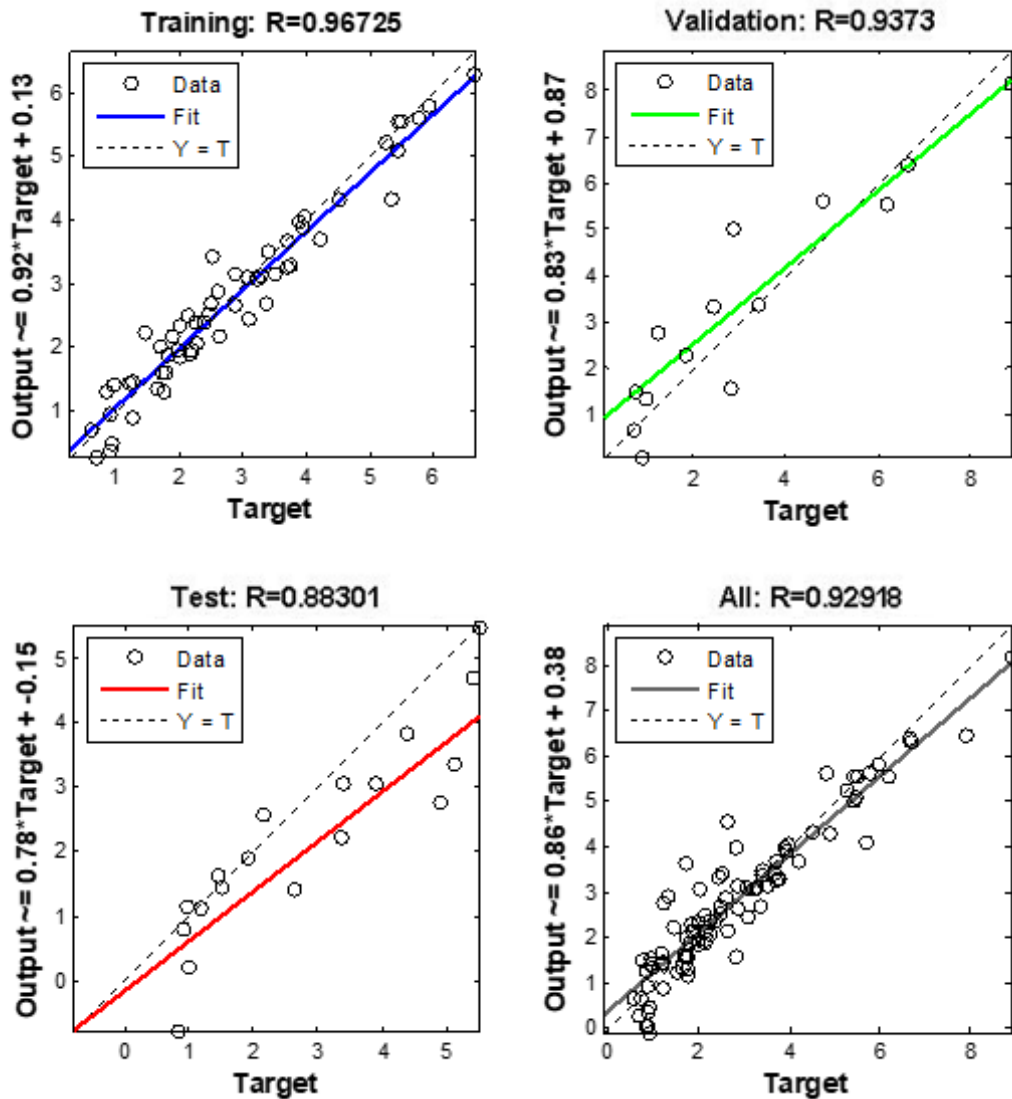 Training: R=0.96725
Output ~= 0.92*Target + 0.13
Data
Fit
Y = T
6
5
4
3
2
1
1 2 3 4 5 6
Target
Validation: R=0.9373
Output ~= 0.83*Target + 0.87
Data
Fit
Y = T
8
7
6
5
4
3
2
1
2 4 6 8
Target
Test: R=0.88301
Output ~= 0.78*Target + -0.15
Data
Fit
Y = T
5
4
3
2
1
0
0 1 2 3 4 5
Target
All: R=0.92918
Output ~= 0.86*Target + 0.38
Data
Fit
Y = T
8
7
6
5
4
3
2
1
0
0 2 4 6 8
Target